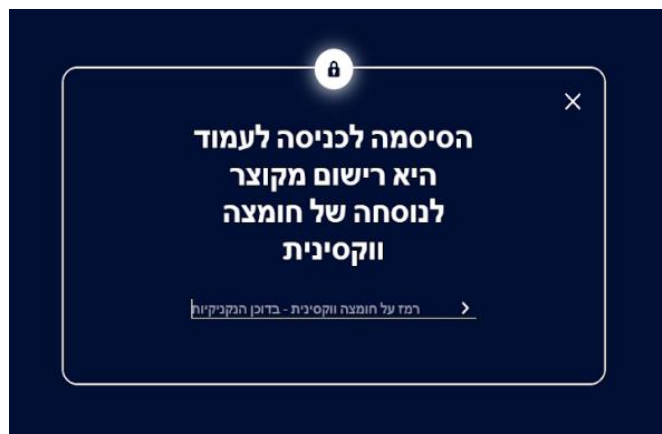 הסיסמה לכניסה לעמוד
היא רישום מקוצר
לנוסחה של חומצה
ווקסינית
רמז על חומצה ווקסינית - בדוכן הנקניקיות